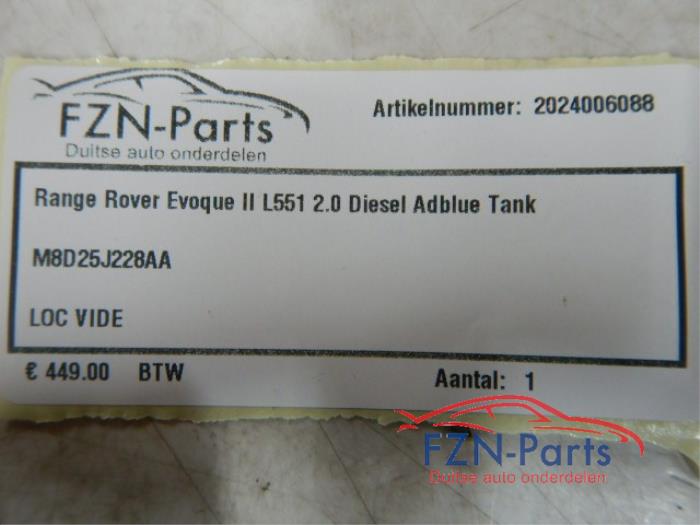 FZN-Parts
Duitse auto onderdelen
Artikelnummer: 2024006088
Range Rover Evoque II L551 2.0 Diesel Adblue Tank
M8D25J228AA
LOC VIDE
€ 449.00 BTW
Aantal: 1
FZN-Parts
Duitse auto onderdelen